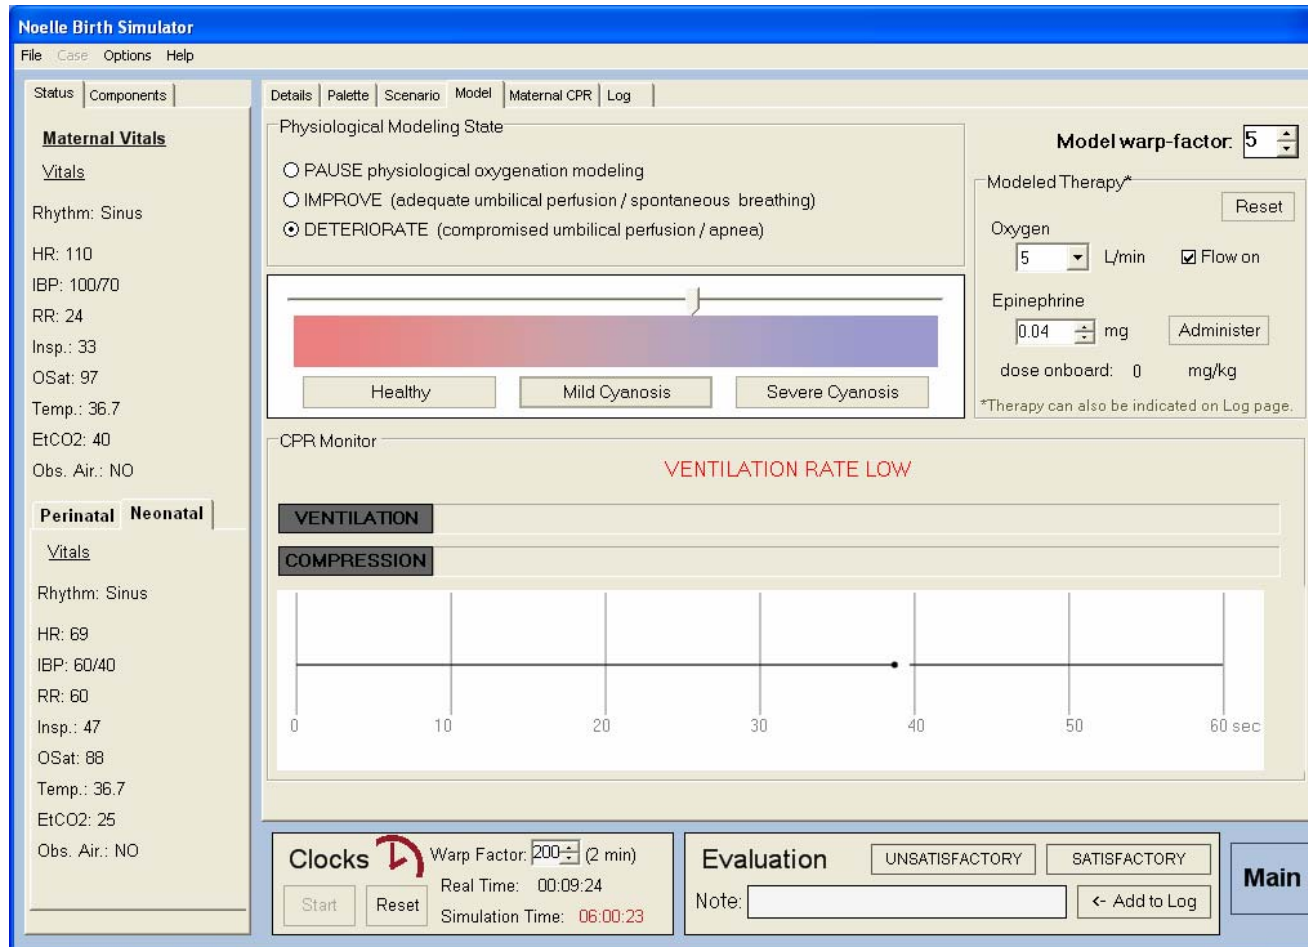 Noelle Birth Simulator
File Case Options Help
Status Components
Maternal Vitals
Vitals
Rhythm: Sinus
HR: 110
IBP: 100/70
RR: 24
Insp.: 33
OSat: 97
Temp.: 36.7
EtCO2: 40
Obs. Air.: NO
Perinatal Neonatal
Vitals
Rhythm: Sinus
HR: 69
IBP: 60/40
RR: 60
Insp.: 47
OSat: 88
Temp.: 36.7
EtCO2: 25
Obs. Air.: NO
Details Palette Scenario Model Maternal CPR Log
Physiological Modeling State
PAUSE physiological oxygenation modeling
IMPROVE (adequate umbilical perfusion / spontaneous breathing)
DETERIORATE (compromised umbilical perfusion / apnea)
Healthy Mild Cyanosis Severe Cyanosis
Model warp-factor: 5
Modeled Therapy*
Reset
Oxygen
5 L/min Flow on
Epinephrine
0.04 mg Administer
dose onboard: 0 mg/kg
*Therapy can also be indicated on Log page.
CPR Monitor
VENTILATION RATE LOW
VENTILATION
COMPRESSION
0 10 20 30 40 50 60 sec
Clocks Warp Factor: 200 (2 min)
Real Time: 00:09:24
Start Reset
Simulation Time: 06:00:23
Evaluation UNSATISFACTORY SATISFACTORY
Note: <- Add to Log
Main